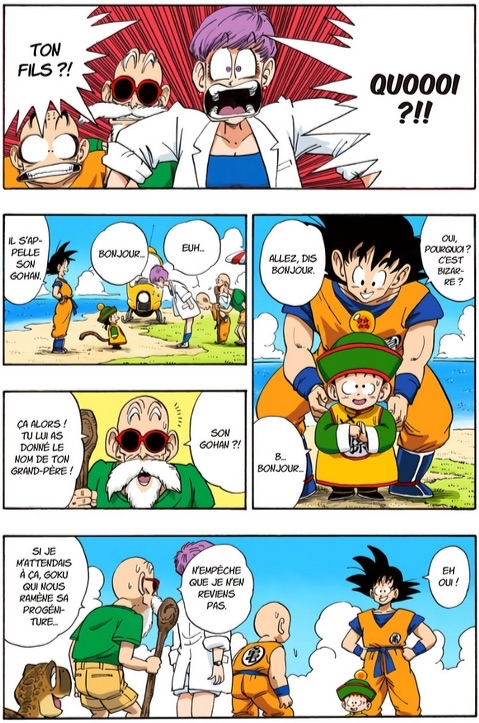 TON
FILS ?!
QUOOOI
?!!
IL S'AP-
PELLE
SON
GOHAN.
BONJOUR...
EUH...
OUI,
POURQUOI ?
C'EST
BIZAR-
RE ?
ALLEZ, DIS
BONJOUR.
B...
BONJOUR...
ÇA ALORS !
TU LUI AS
DONNÉ LE
NOM DE TON
GRAND-PÈRE !
SON
GOHAN ?!
SI JE
M'ATTENDAIS
À ÇA, GOKU
QUI NOUS
RAMÈNE SA
PROGÉNI-
TURE...
N'EMPÊCHE
QUE JE N'EN
REVIENS
PAS.
EH
OUI !